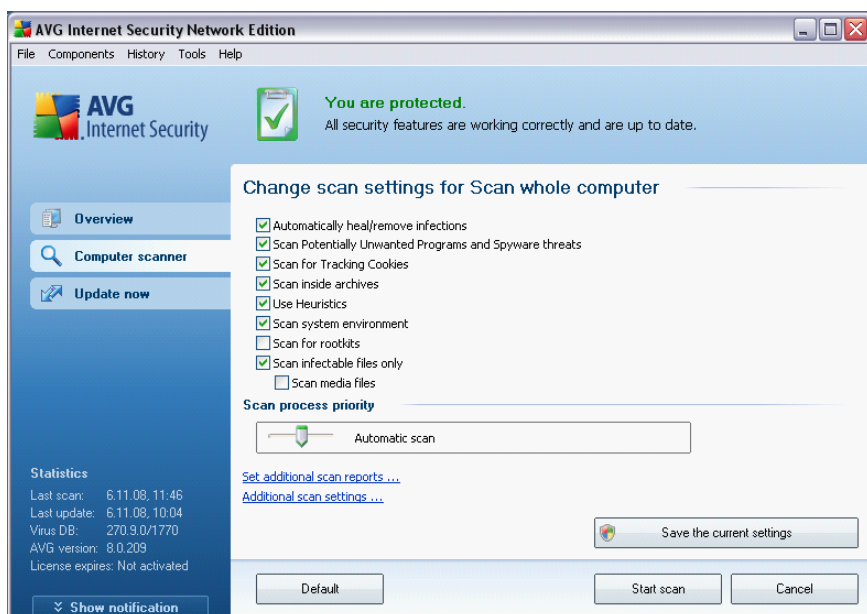 AVG Internet Security Network Edition
File Components History Tools Help
AVG
Internet Security
You are protected.
All security features are working correctly and are up to date.
Overview
Computer scanner
Update now
Change scan settings for Scan whole computer
Automatically heal/remove infections
Scan Potentially Unwanted Programs and Spyware threats
Scan for Tracking Cookies
Scan inside archives
Use Heuristics
Scan system environment
Scan for rootkits
Scan infectable files only
Scan media files
Scan process priority
Automatic scan
Set additional scan reports ...
Additional scan settings ...
Save the current settings
Statistics
Last scan: 6.11.08, 11:46
Last update: 6.11.08, 10:04
Virus DB: 270.9.0/1770
AVG version: 8.0.209
License expires: Not activated
Show notification
Default
Start scan
Cancel